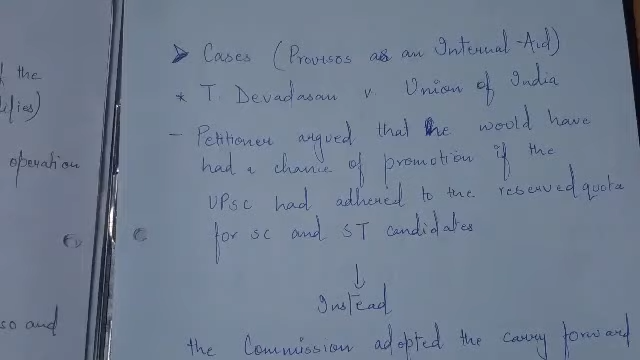 f the
lifies)
operation
so and
➤ Cases (Provisos as an Internal-Aid)
* T. Devadasan v. Union of India
- Petitioner argued that he would have
had a chance of promotion if the
UPSC had adhered to the reserved quota
for SC and ST candidates
↓
Instead
the Commission adopted the carry forward